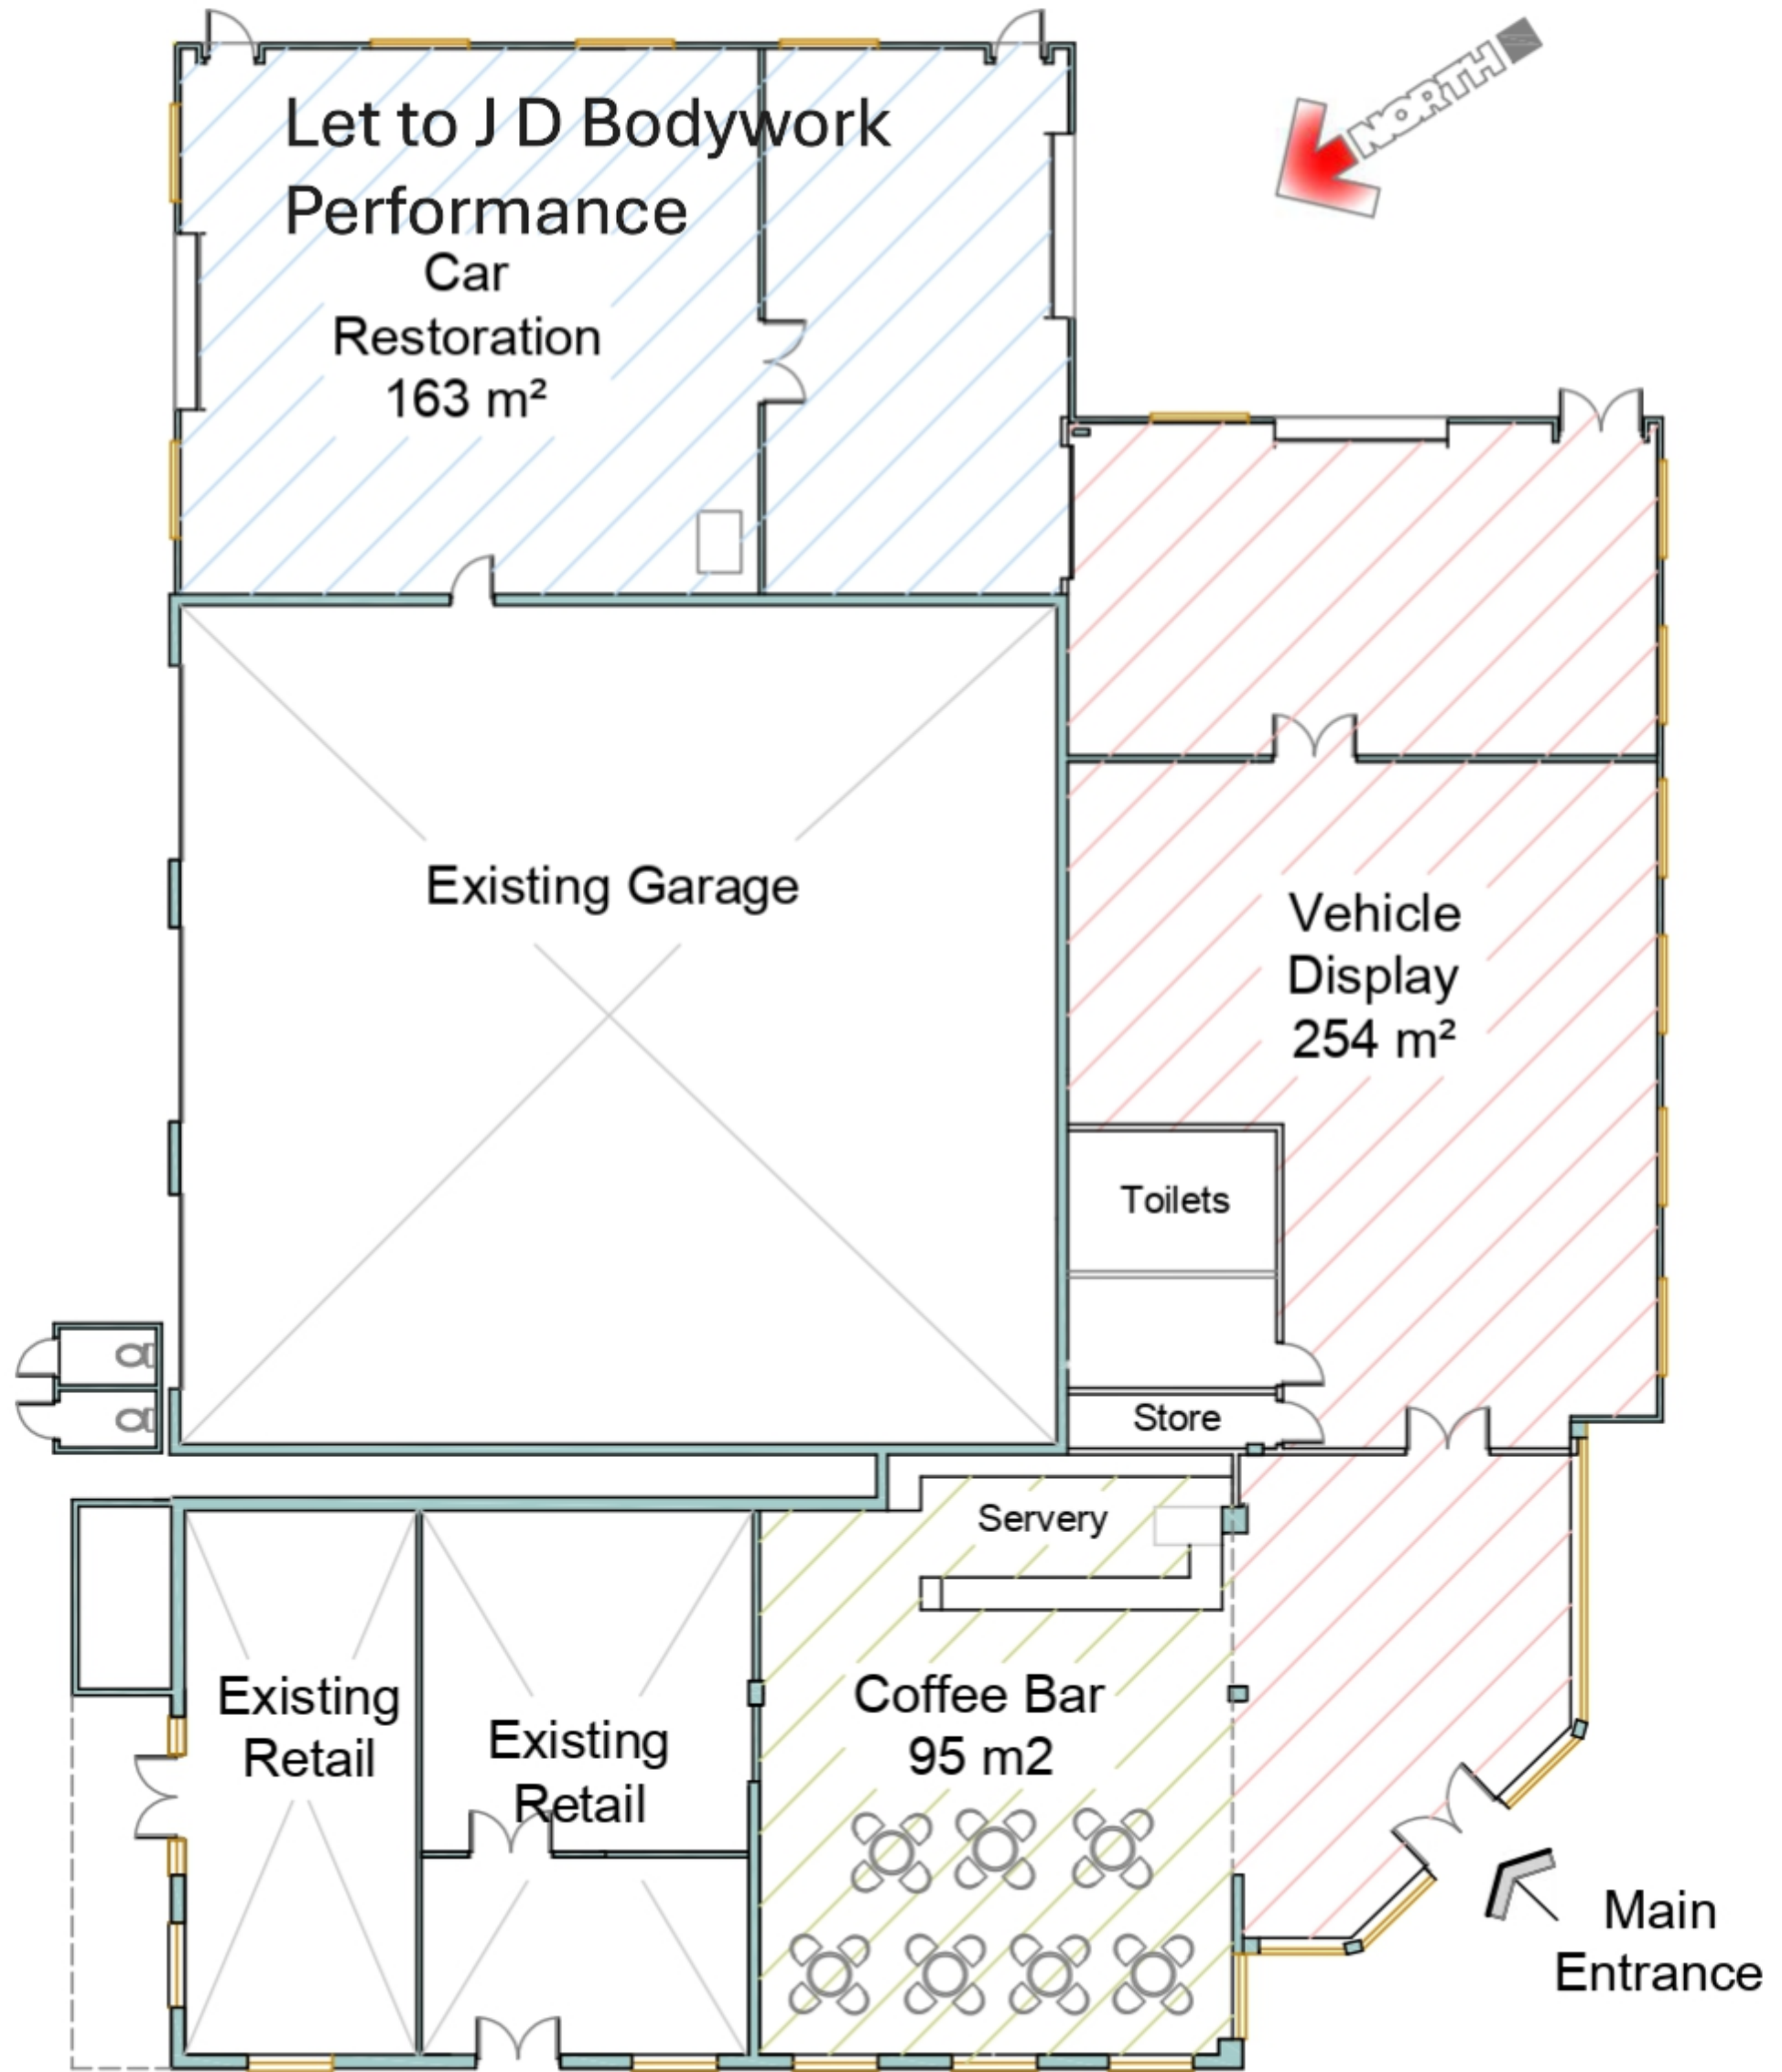 Let to J D Bodywork
Performance
Car
Restoration
163 m²
NORTH
Existing Garage
Vehicle
Display
254 m²
Toilets
Store
Servery
Existing
Retail
Existing
Retail
Coffee Bar
95 m2
Main
Entrance